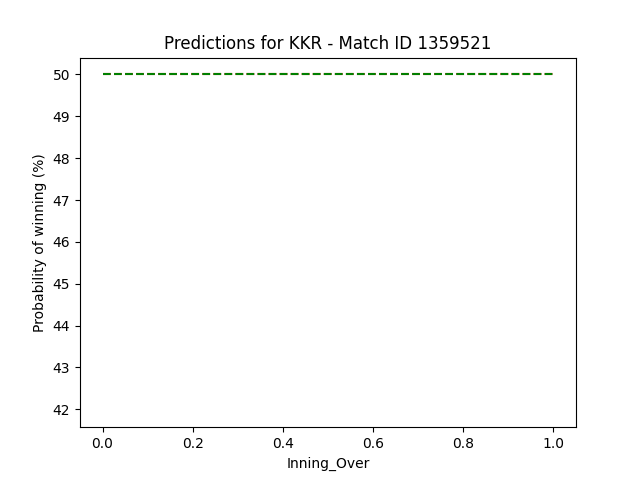 Predictions for KKR - Match ID 1359521
Probability of winning (%)
50
49
48
47
46
45
44
43
42
0.0 0.2 0.4 0.6 0.8 1.0
Inning_Over